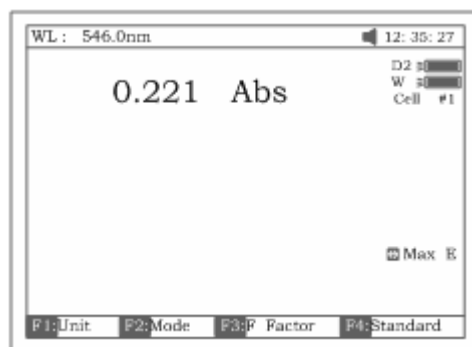 WL: 546.0nm 12:35:27
0.221 Abs
D2
W
Cell #1
Max E
F1:Unit F2:Mode F3:F Factor F4:Standard